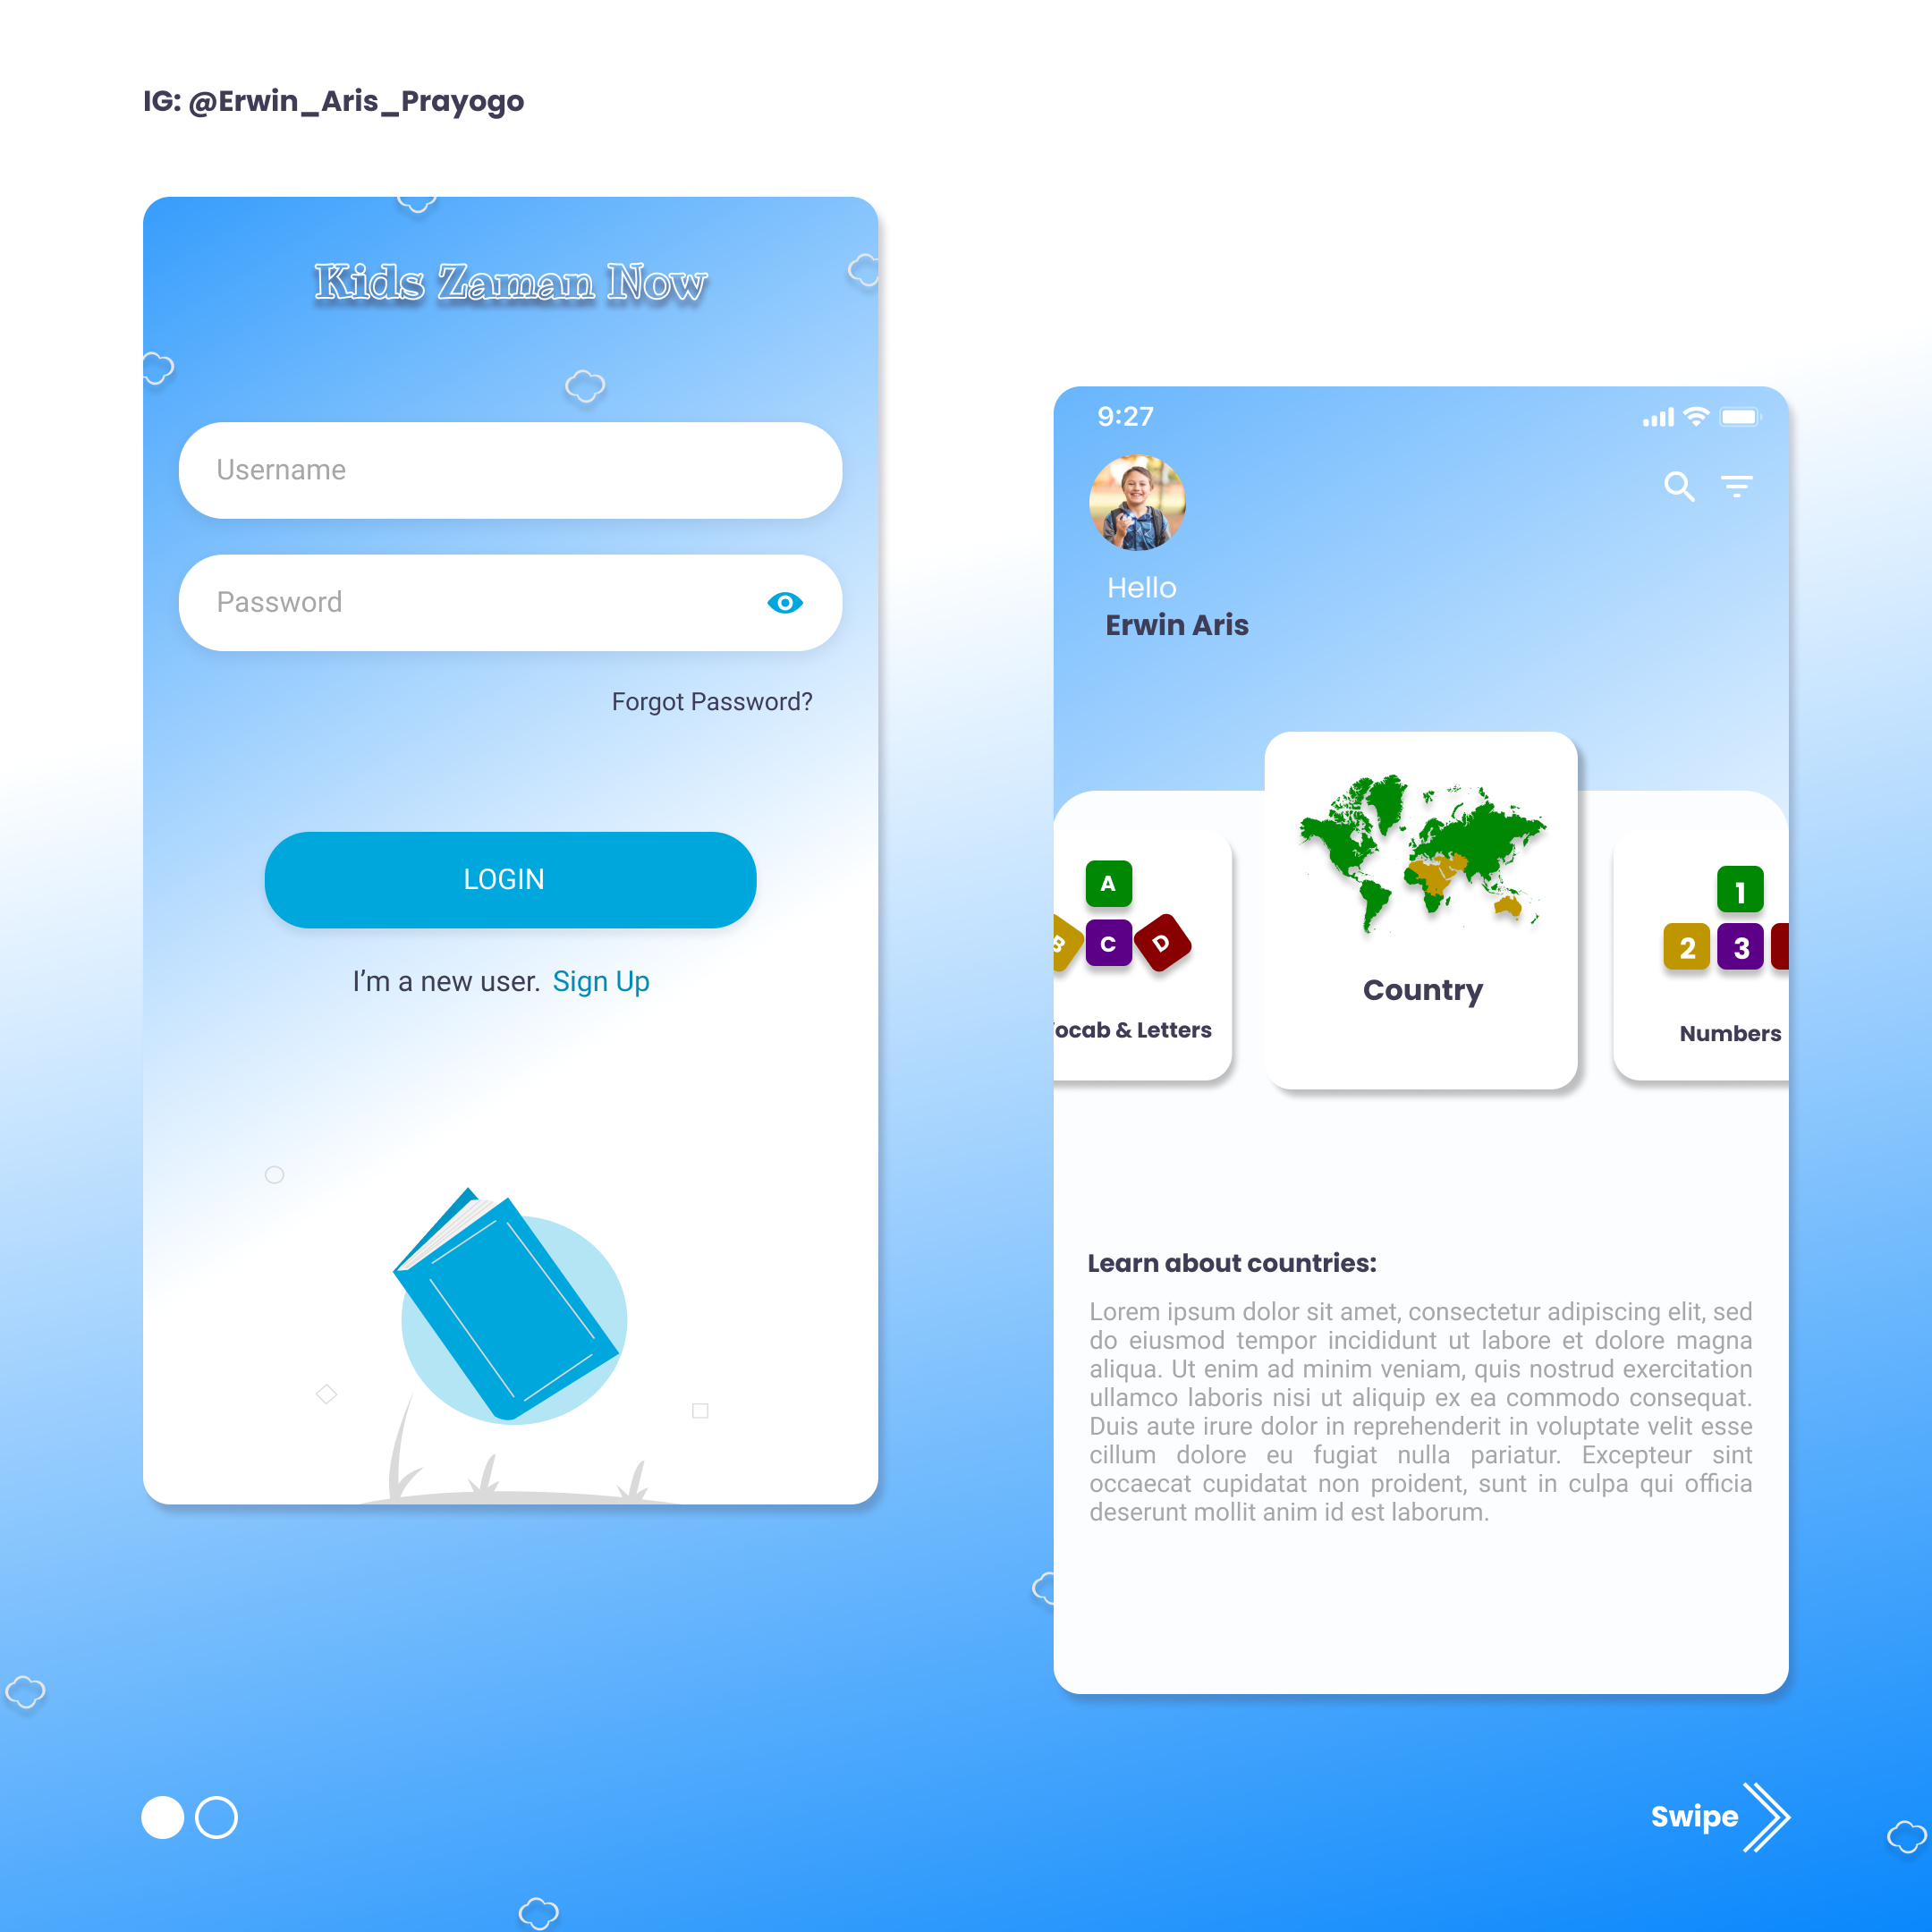 IG: @Erwin_Aris_Prayogo
Kids Zaman Now
Username
Password
Forgot Password?
LOGIN
I’m a new user. Sign Up
9:27
Hello
Erwin Aris
A
B C D
ocab & Letters
Country
1
2 3
Numbers
Learn about countries:
Lorem ipsum dolor sit amet, consectetur adipiscing elit, sed
do eiusmod tempor incididunt ut labore et dolore magna
aliqua. Ut enim ad minim veniam, quis nostrud exercitation
ullamco laboris nisi ut aliquip ex ea commodo consequat.
Duis aute irure dolor in reprehenderit in voluptate velit esse
cillum dolore eu fugiat nulla pariatur. Excepteur sint
occaecat cupidatat non proident, sunt in culpa qui officia
deserunt mollit anim id est laborum.
Swipe